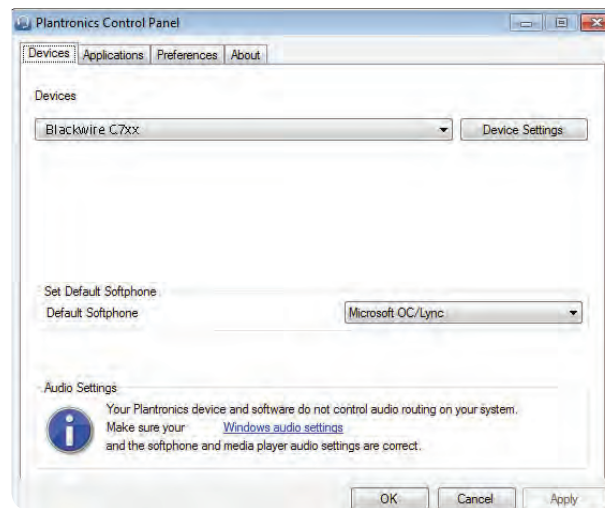 Plantronics Control Panel
Devices Applications Preferences About
Devices
Blackwire C7xx Device Settings
Set Default Softphone
Default Softphone Microsoft OC/Lync
Audio Settings
Your Plantronics device and software do not control audio routing on your system.
Make sure your Windows audio settings
and the softphone and media player audio settings are correct.
OK Cancel Apply